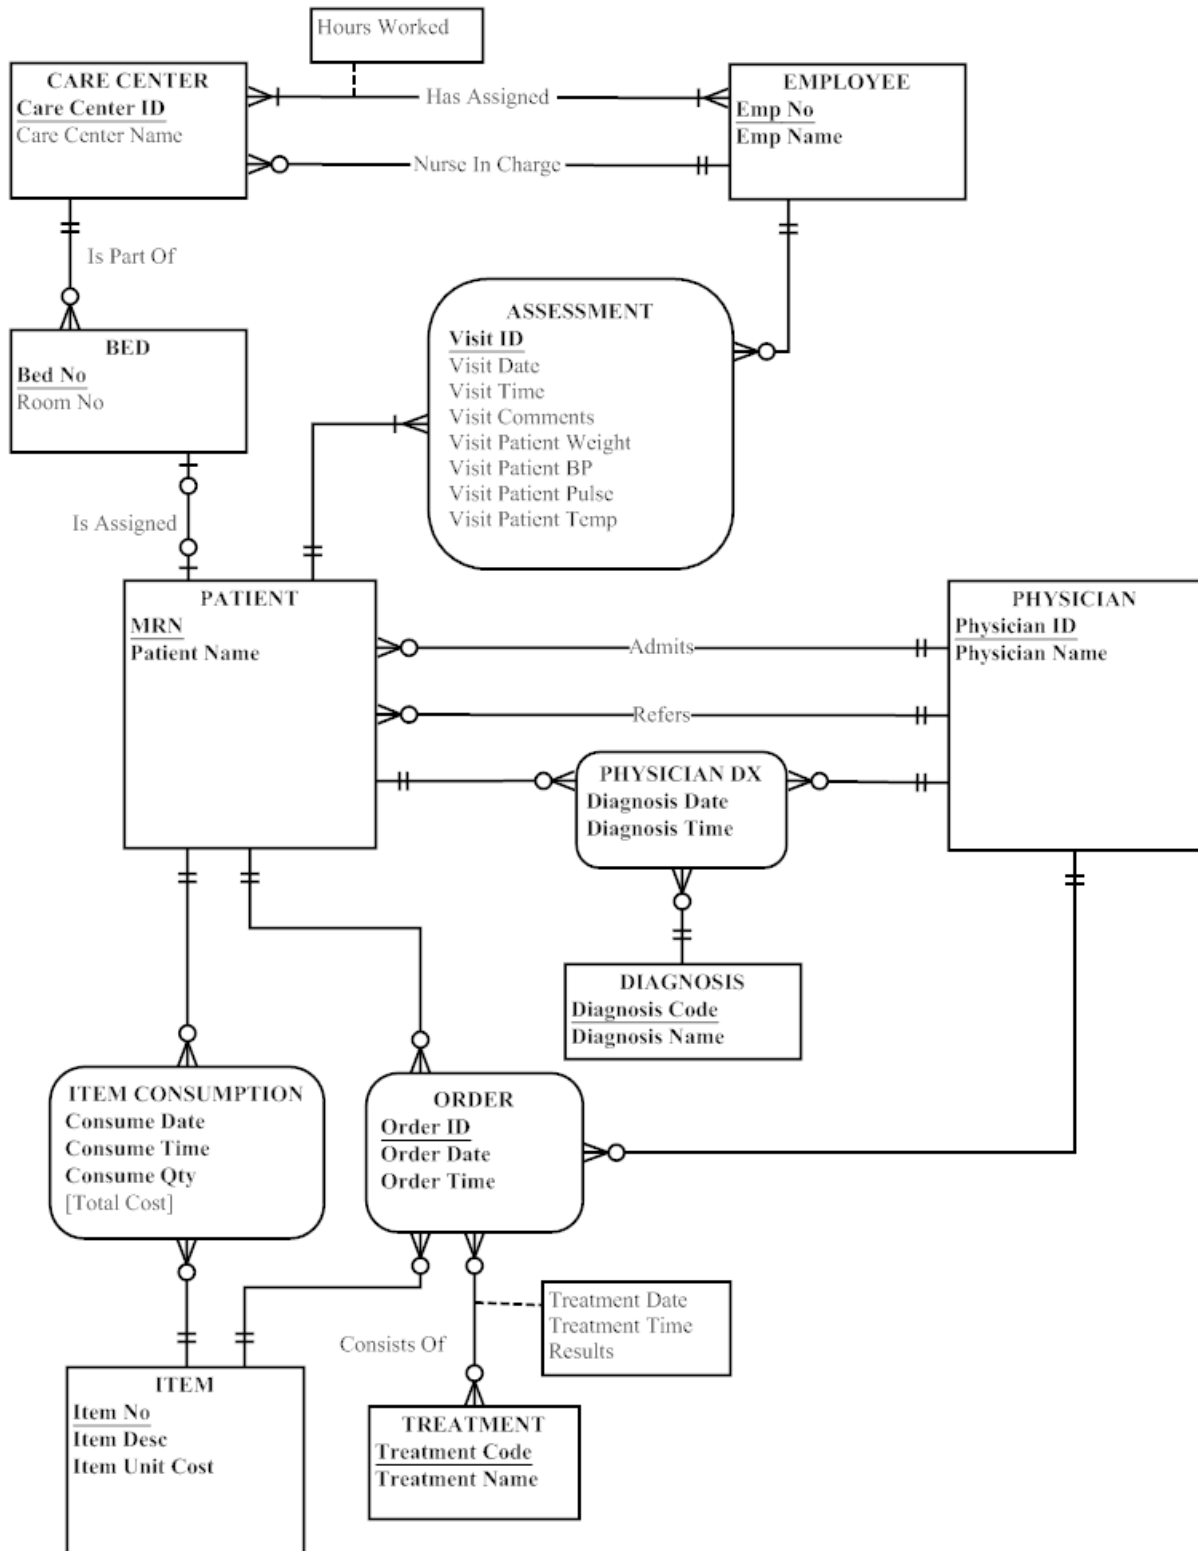 Hours Worked
CARE CENTER
Care Center ID
Care Center Name
Has Assigned
EMPLOYEE
Emp No
Emp Name
Nurse In Charge
Is Part Of
BED
Bed No
Room No
ASSESSMENT
Visit ID
Visit Date
Visit Time
Visit Comments
Visit Patient Weight
Visit Patient BP
Visit Patient Pulse
Visit Patient Temp
Is Assigned
PATIENT
MRN
Patient Name
PHYSICIAN
Physician ID
Physician Name
Admits
Refers
PHYSICIAN DX
Diagnosis Date
Diagnosis Time
DIAGNOSIS
Diagnosis Code
Diagnosis Name
ITEM CONSUMPTION
Consume Date
Consume Time
Consume Qty
[Total Cost]
ORDER
Order ID
Order Date
Order Time
Treatment Date
Treatment Time
Results
Consists Of
ITEM
Item No
Item Desc
Item Unit Cost
TREATMENT
Treatment Code
Treatment Name